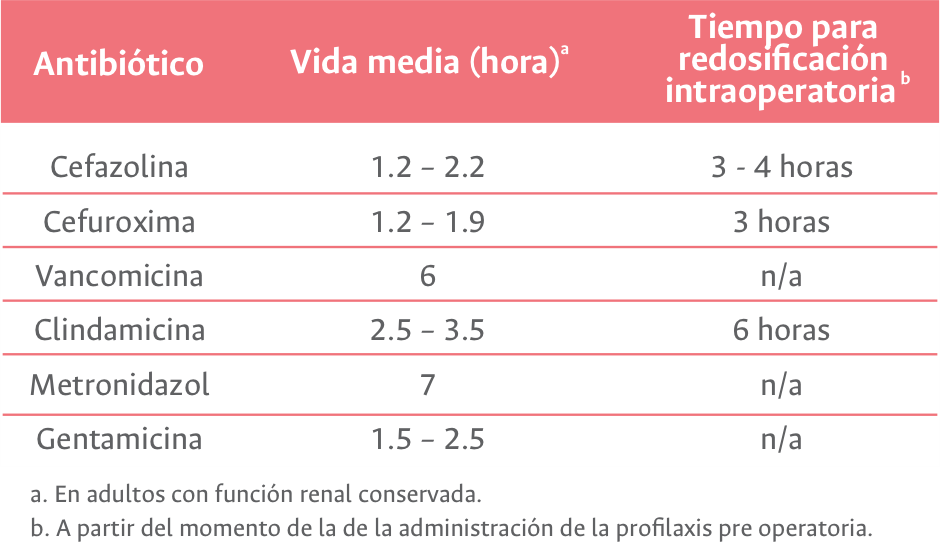 Antibiótico Vida media (hora)a Tiempo para redosificación intraoperatoria b
Cefazolina 1.2 – 2.2 3 - 4 horas
Cefuroxima 1.2 – 1.9 3 horas
Vancomicina 6 n/a
Clindamicina 2.5 – 3.5 6 horas
Metronidazol 7 n/a
Gentamicina 1.5 – 2.5 n/a
a. En adultos con función renal conservada.
b. A partir del momento de la de la administración de la profilaxis pre operatoria.